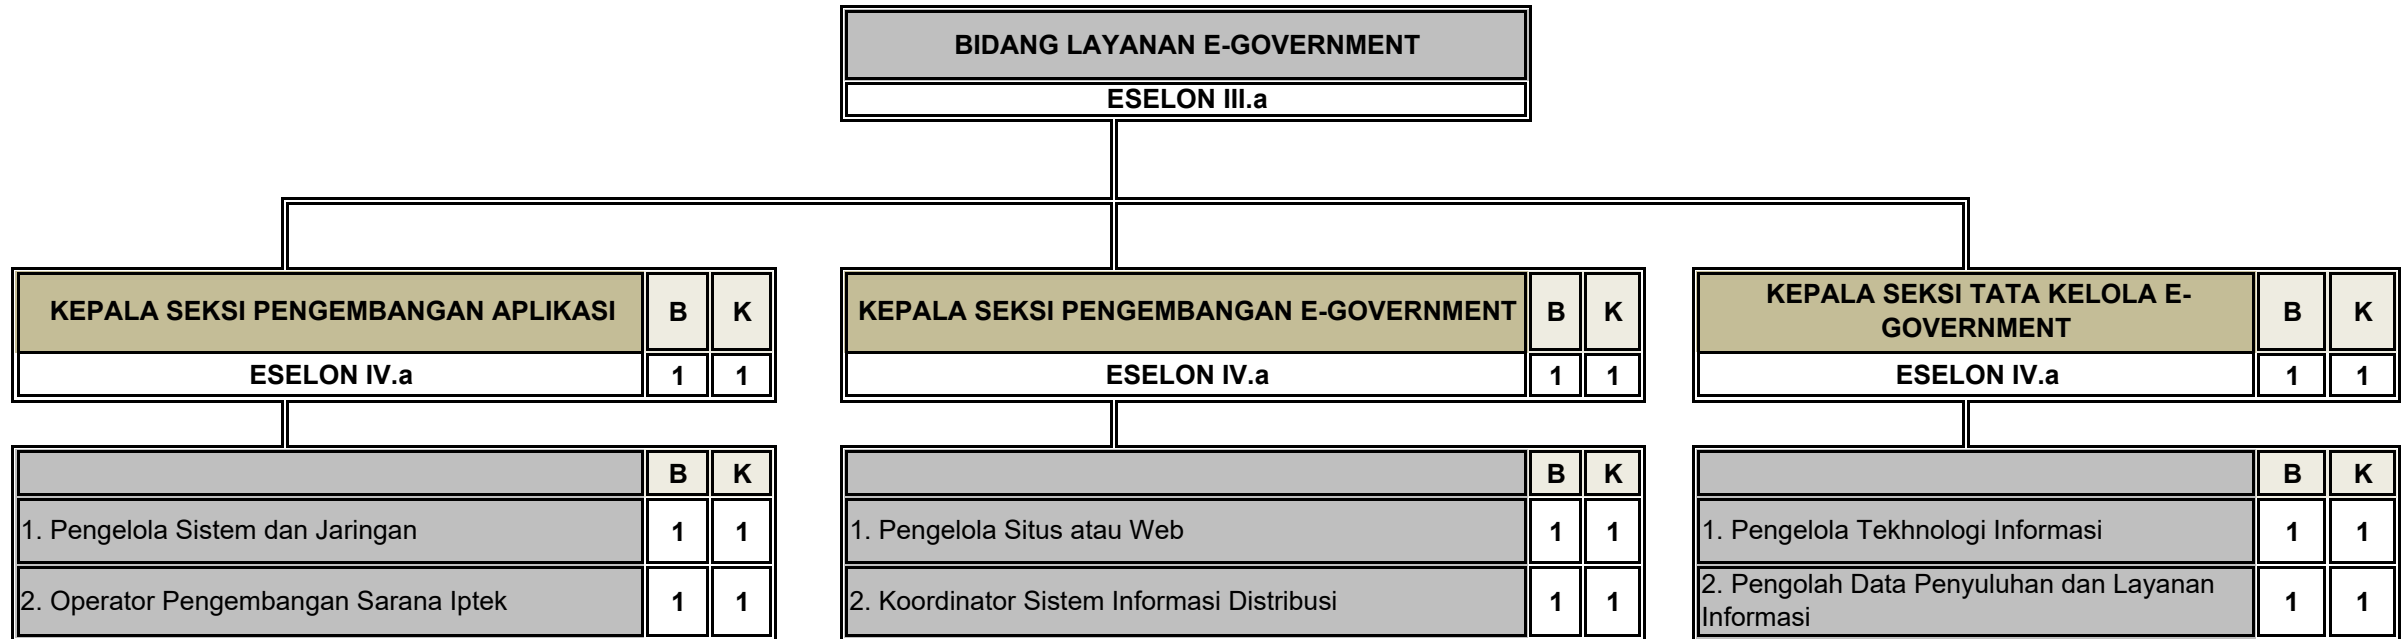 BIDANG LAYANAN E-GOVERNMENT
ESELON III.a
KEPALA SEKSI PENGEMBANGAN APLIKASI B K
ESELON IV.a 1 1
B K
1. Pengelola Sistem dan Jaringan 1 1
2. Operator Pengembangan Sarana Iptek 1 1
KEPALA SEKSI PENGEMBANGAN E-GOVERNMENT B K
ESELON IV.a 1 1
B K
1. Pengelola Situs atau Web 1 1
2. Koordinator Sistem Informasi Distribusi 1 1
KEPALA SEKSI TATA KELOLA E-
GOVERNMENT B K
ESELON IV.a 1 1
B K
1. Pengelola Tekhnologi Informasi 1 1
2. Pengolah Data Penyuluhan dan Layanan
Informasi 1 1